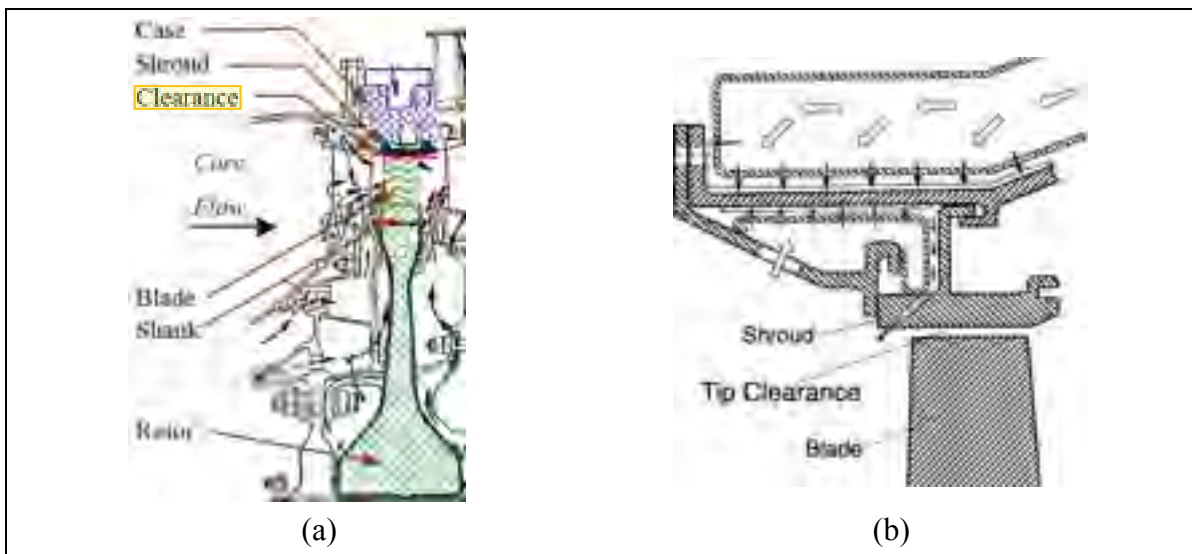 Case
Shroud
Clearance
Core
Flow
Blade
Shank
Rotor
(a)
Shroud
Tip Clearance
Blade
(b)